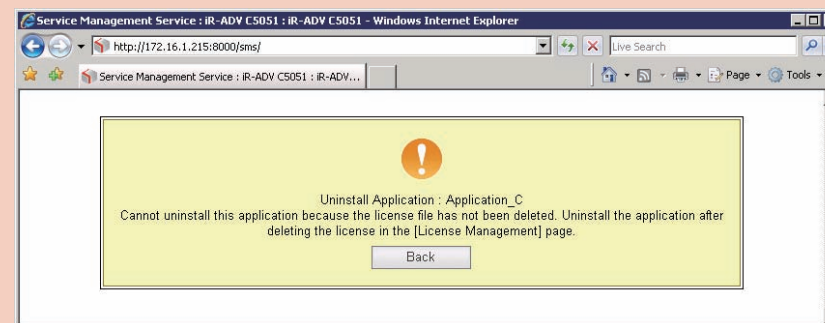 Service Management Service : iR-ADV C5051 : iR-ADV C5051 - Windows Internet Explorer
http://172.16.1.215:8000/sms/
Live Search
Service Management Service : iR-ADV C5051 : iR-ADV...
Page
Tools
Uninstall Application : Application_C
Cannot uninstall this application because the license file has not been deleted. Uninstall the application after
deleting the license in the [License Management] page.
Back